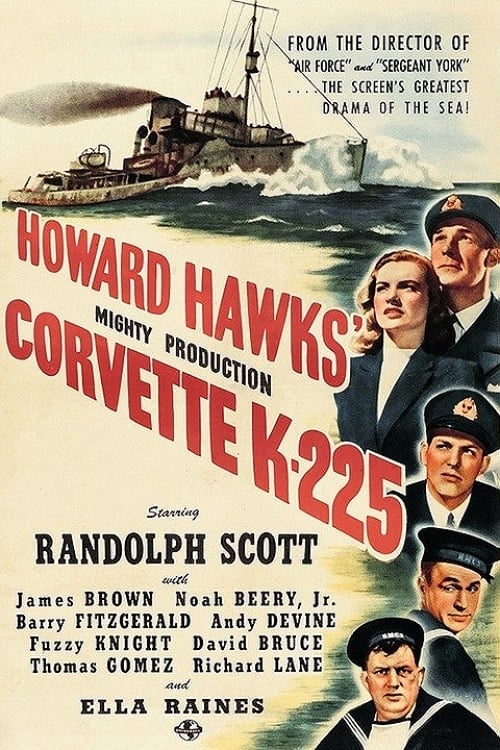 FROM THE DIRECTOR OF
"AIR FORCE" and "SERGEANT YORK"
....THE SCREEN'S GREATEST
DRAMA OF THE SEA!
HOWARD HAWKS'
MIGHTY PRODUCTION
CORVETTE K-225
Starring
RANDOLPH SCOTT
with
James BROWN Noah BEERY, Jr.
Barry FITZGERALD Andy DEVINE
Fuzzy KNIGHT David BRUCE
Thomas GOMEZ Richard LANE
and
ELLA RAINES